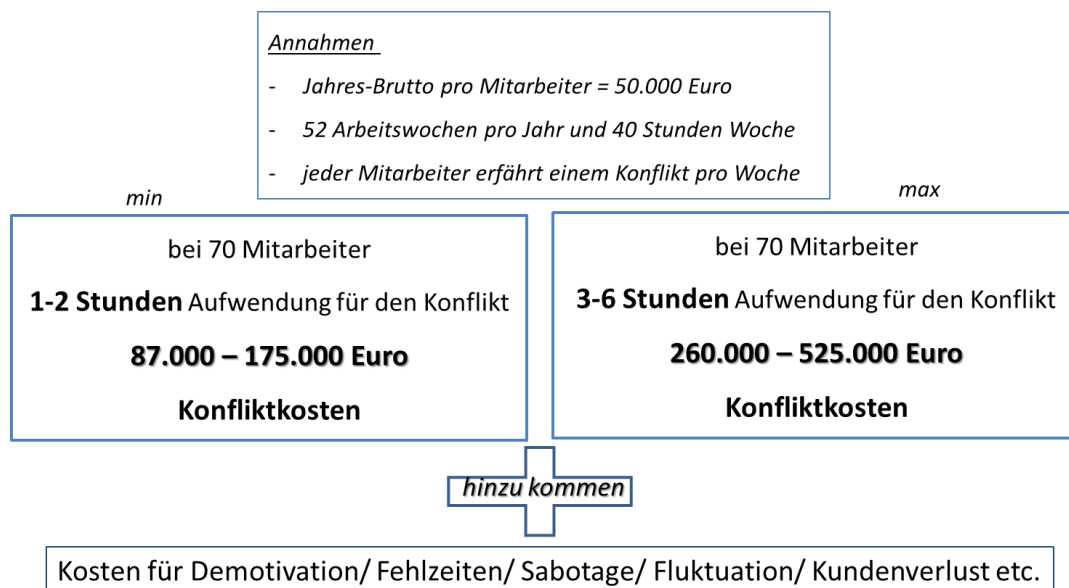 Annahmen
- Jahres-Brutto pro Mitarbeiter = 50.000 Euro
- 52 Arbeitswochen pro Jahr und 40 Stunden Woche
- jeder Mitarbeiter erfährt einem Konflikt pro Woche
min
bei 70 Mitarbeiter
1-2 Stunden Aufwendung für den Konflikt
87.000 – 175.000 Euro
Konfliktkosten
max
bei 70 Mitarbeiter
3-6 Stunden Aufwendung für den Konflikt
260.000 – 525.000 Euro
Konfliktkosten
hinzu kommen
Kosten für Demotivation/ Fehlzeiten/ Sabotage/ Fluktuation/ Kundenverlust etc.